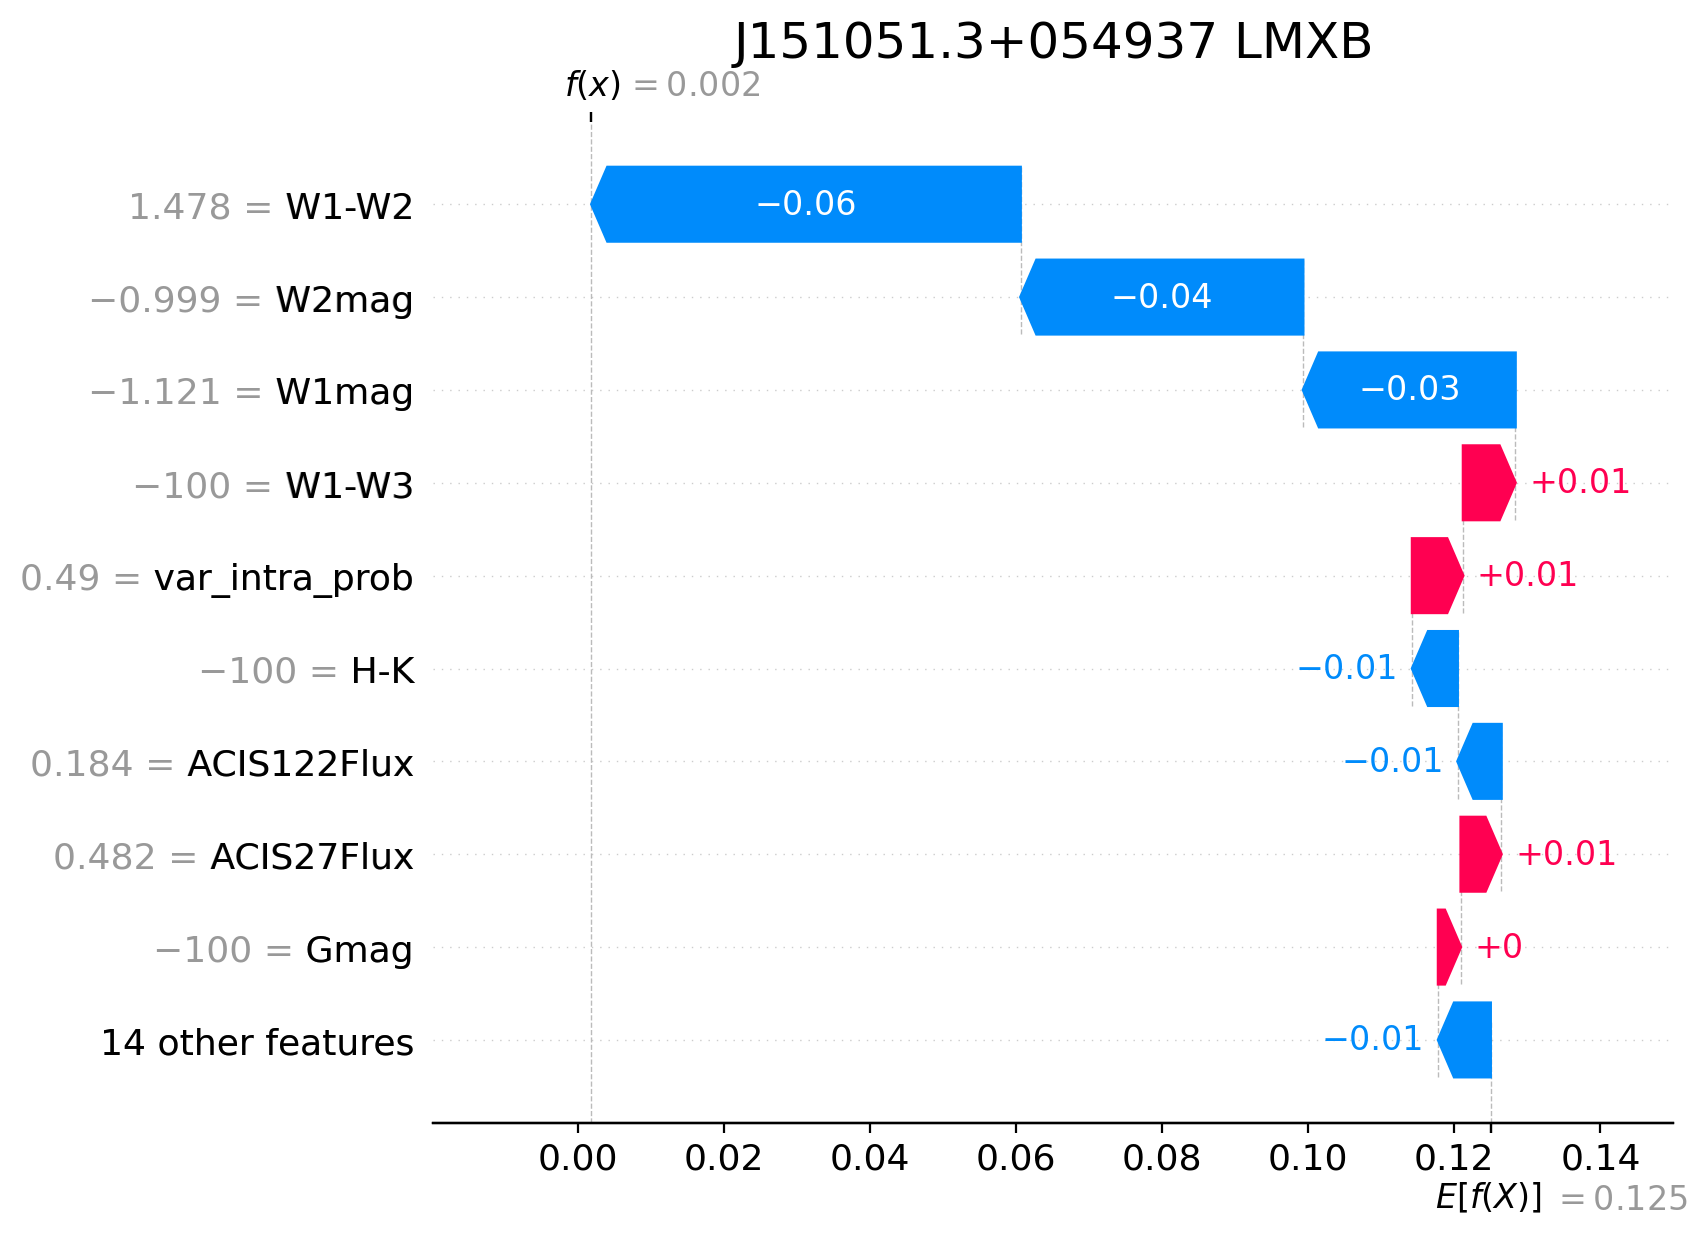 J151051.3+054937 LMXB
f(x) = 0.002
1.478 = W1-W2
−0.06
−0.999 = W2mag
−0.04
−1.121 = W1mag
−0.03
−100 = W1-W3
+0.01
0.49 = var_intra_prob
+0.01
−100 = H-K
−0.01
0.184 = ACIS122Flux
−0.01
0.482 = ACIS27Flux
+0.01
−100 = Gmag
+0
14 other features
−0.01
0.00 0.02 0.04 0.06 0.08 0.10 0.12 0.14
E[f(X)] = 0.125